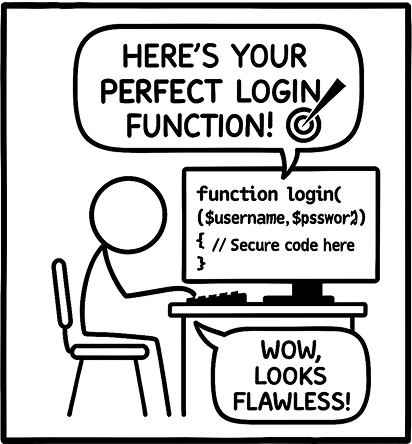 HERE'S YOUR
PERFECT LOGIN
FUNCTION!
function login(
($username,$psswor?))
{ // Secure code here
}
WOW,
LOOKS
FLAWLESS!